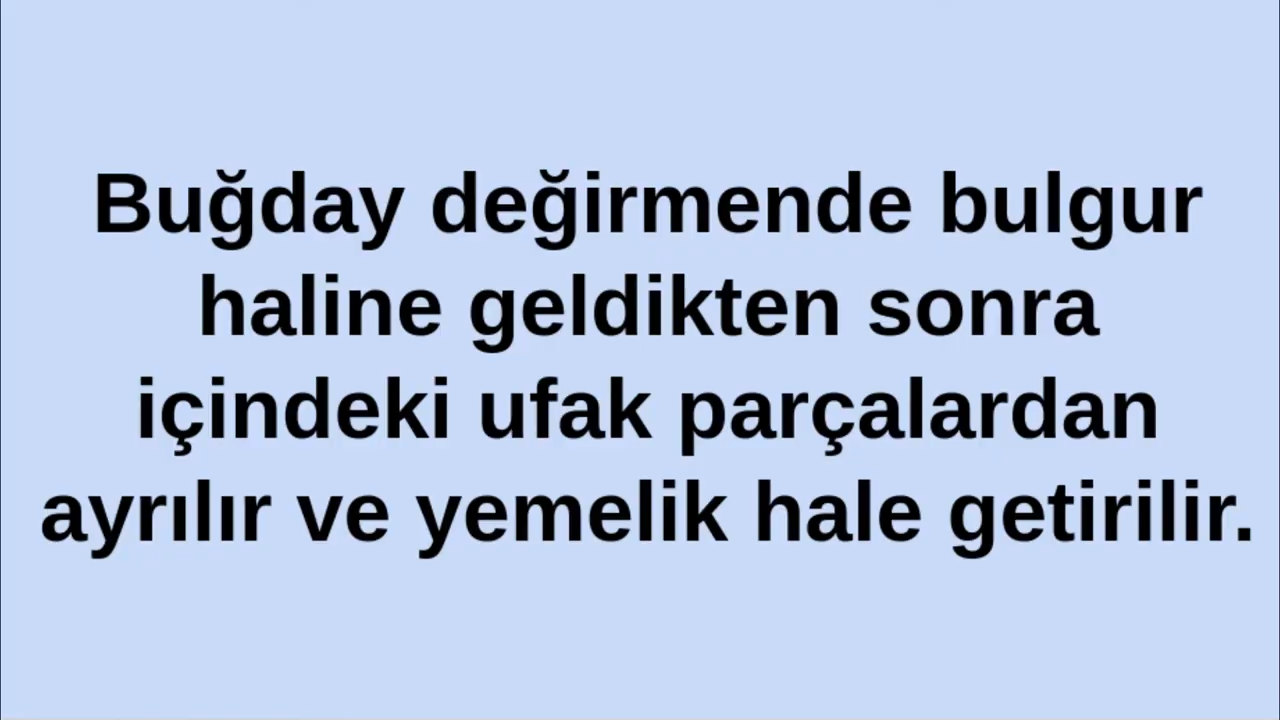 Buğday değirmende bulgur
haline geldikten sonra
içindeki ufak parçalardan
ayrılır ve yemelik hale getirilir.